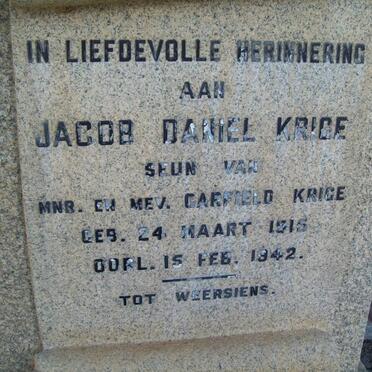 IN LIEFDEVOLLE HERINNERING
AAN
JACOB DANIEL KRIGE
SEUN VAN
MNR. EN MEV. GARFIELD KRIGE
GEB. 24 MAART 1915
OORL. 15 FEB. 1942.
TOT WEERSIENS.